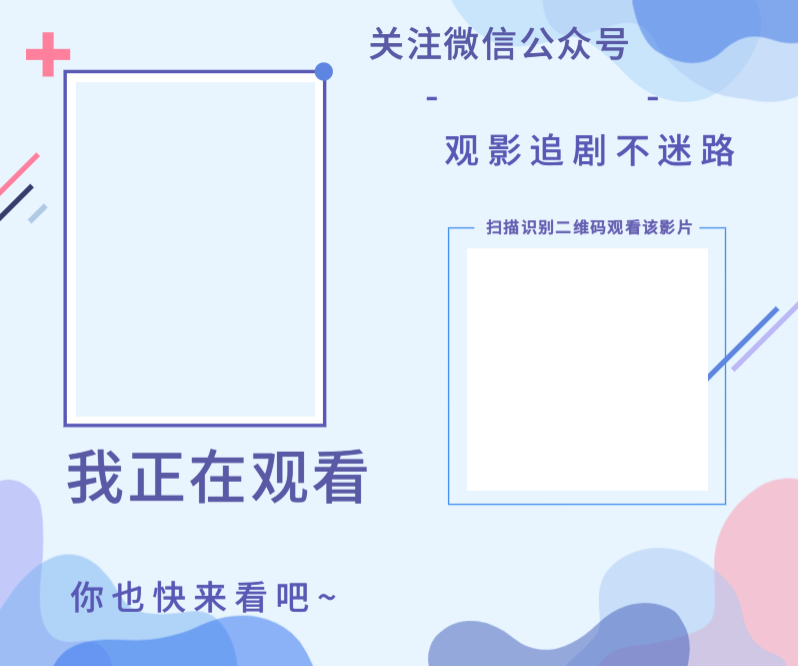 关注微信公众号
- -
观影追剧不迷路
扫描识别二维码观看该影片
我正在观看
你也快来看吧~